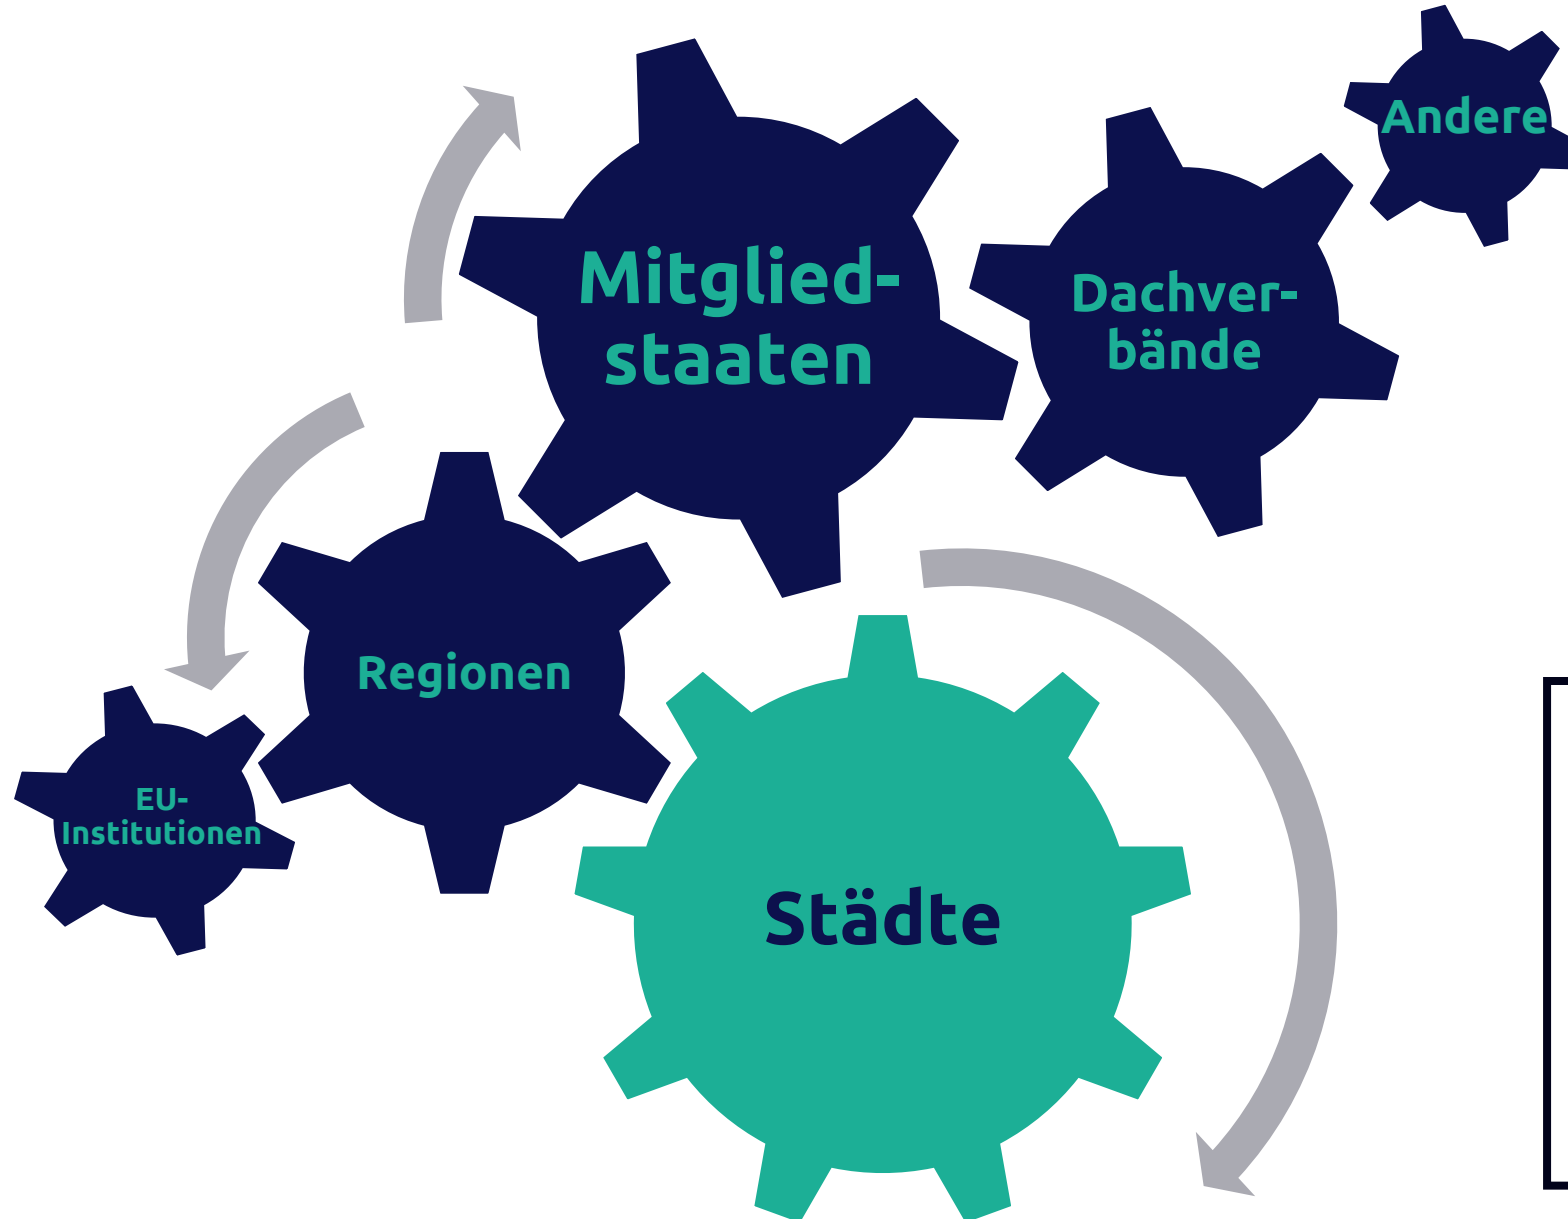 Andere
Mitglied-
staaten
Dachver-
bände
Regionen
EU-
Institutionen
Städte